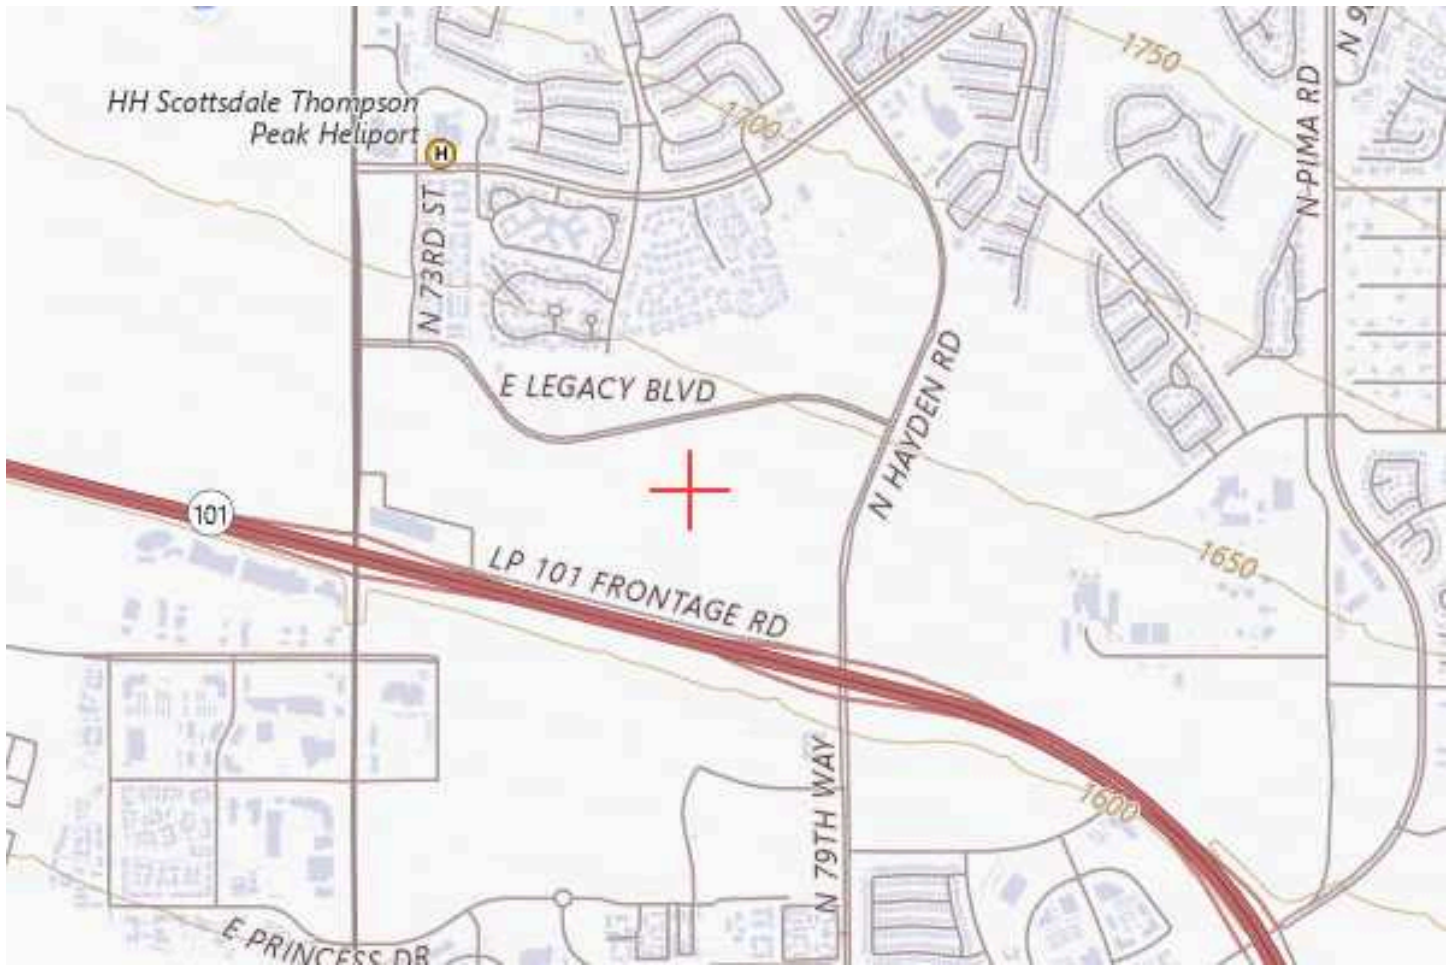 N 90
1750
HH Scottsdale Thompson
Peak Heliport
H
1700
N PIMA RD
N 73RD ST
E LEGACY BLVD
N HAYDEN RD
101
1650
LP 101 FRONTAGE RD
N 79TH WAY
1600
E PRINCESS DR